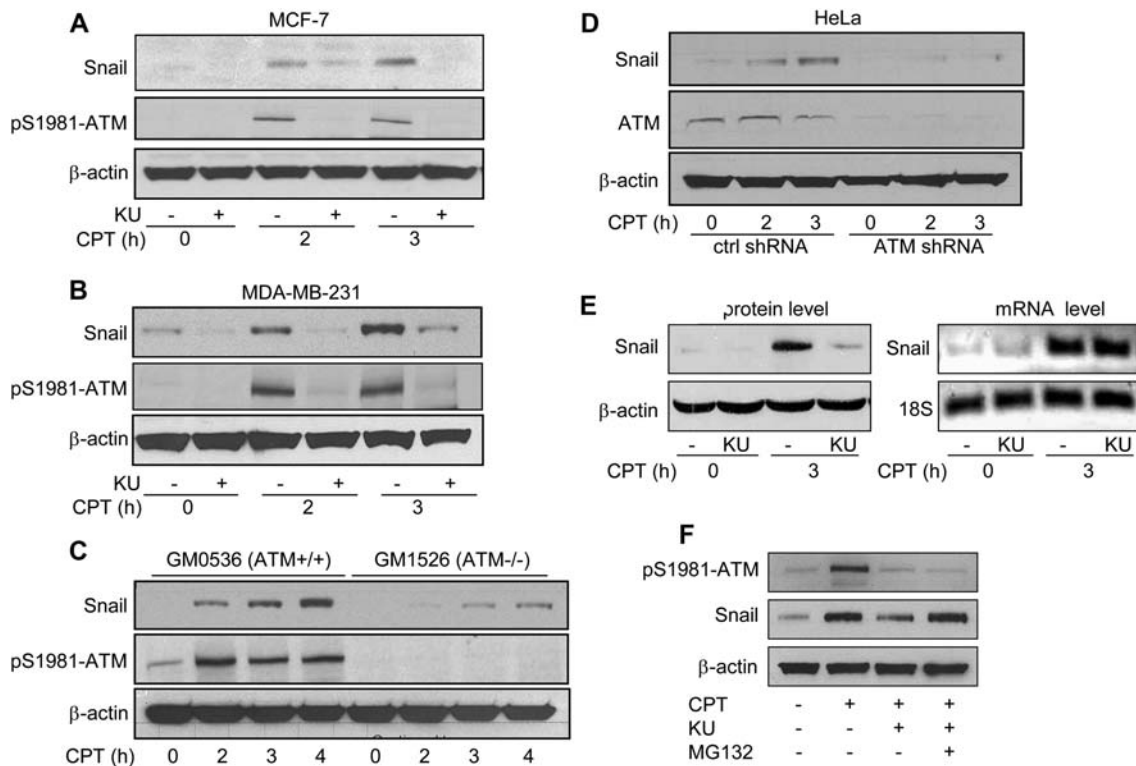 A
MCF-7
Snail
pS1981-ATM
β-actin
KU - + - + - +
CPT (h) 0 2 3
B
MDA-MB-231
Snail
pS1981-ATM
β-actin
KU - + - + - +
CPT (h) 0 2 3
C
GM0536 (ATM+/+) GM1526 (ATM-/-)
Snail
pS1981-ATM
β-actin
CPT (h) 0 2 3 4 0 2 3 4
D
HeLa
Snail
ATM
β-actin
CPT (h) 0 2 3 0 2 3
ctrl shRNA ATM shRNA
E
protein level mRNA level
Snail Snail
β-actin 18S
- KU - KU - KU - KU
CPT (h) 0 3 CPT (h) 0 3
F
pS1981-ATM
Snail
β-actin
CPT - + + +
KU + +
MG132 - +